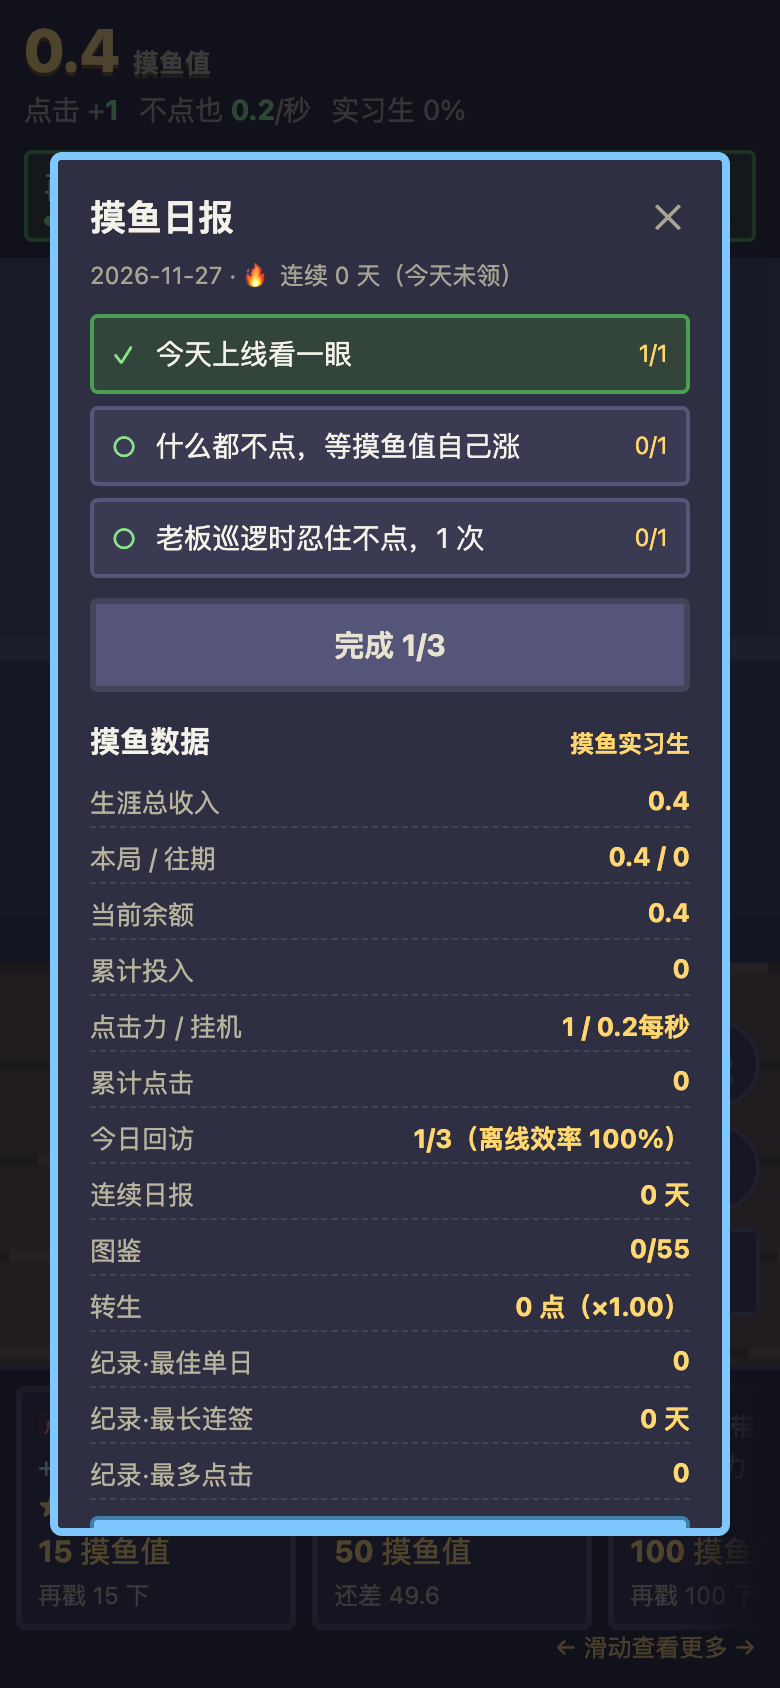 0.4 摸鱼值
点击 +1 不点也 0.2/秒 实习生 0%
摸鱼日报
2026-11-27 · 🔥 连续 0 天（今天未领）
今天上线看一眼 1/1
什么都不点，等摸鱼值自己涨 0/1
老板巡逻时忍住不点，1 次 0/1
完成 1/3
摸鱼数据 摸鱼实习生
生涯总收入 0.4
本局 / 往期 0.4 / 0
当前余额 0.4
累计投入 0
点击力 / 挂机 1 / 0.2每秒
累计点击 0
今日回访 1/3（离线效率 100%）
连续日报 0 天
图鉴 0/55
转生 0 点（×1.00）
纪录·最佳单日 0
纪录·最长连签 0 天
纪录·最多点击 0
15 摸鱼值 50 摸鱼值 100 摸鱼
再戳 15 下 还差 49.6 再戳 100 下
← 滑动查看更多 →